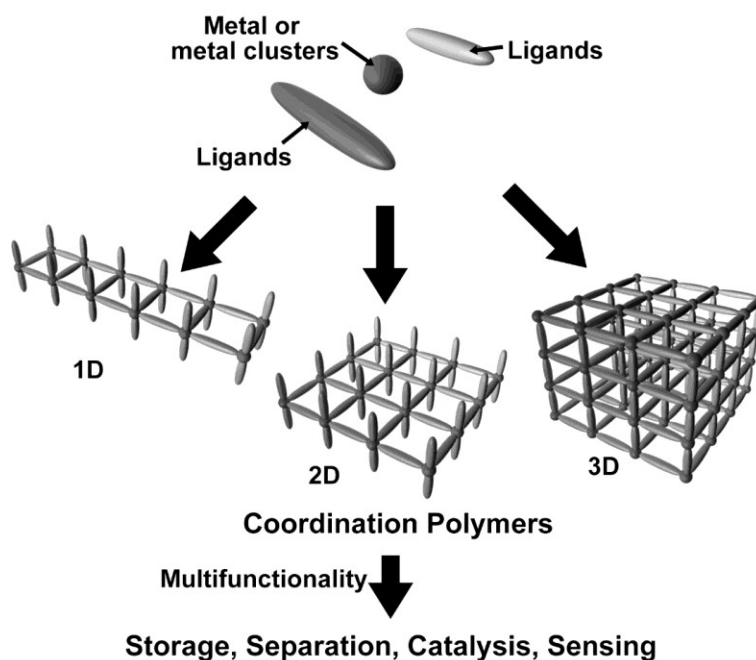 Metal or
metal clusters
Ligands
Ligands
1D
2D
3D
Coordination Polymers
Multifunctionality
Storage, Separation, Catalysis, Sensing